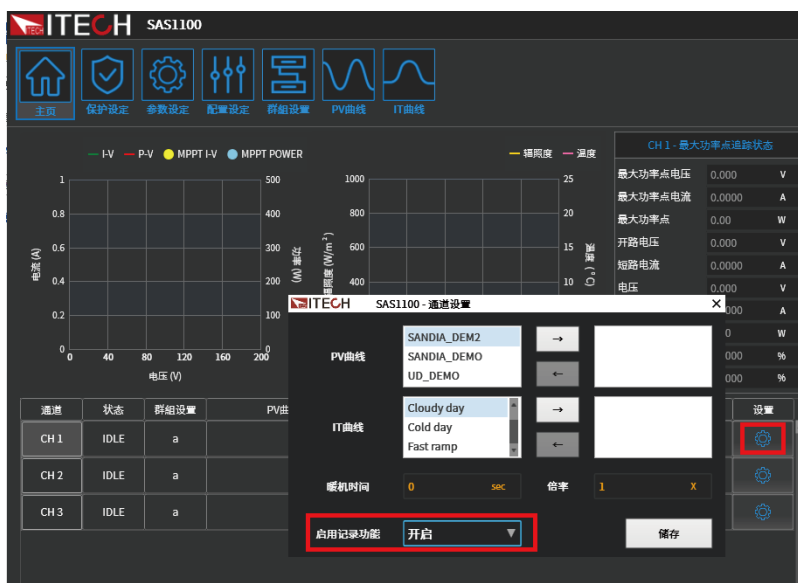 ITECH SAS1100
主页 保护设定 参数设定 配置设定 群组设置 PV曲线 IT曲线
I-V P-V MPPT I-V MPPT POWER
辐照度 温度
CH 1 - 最大功率点追踪状态
1
0.8
0.6
0.4
0.2
0
电流 (A)
500
400
300
200
100
0
功率 (W)
0 40 80 120 160 200
电压 (V)
1000
800
600
400
辐照度 (W/m²)
25
20
15
10
温度 (°C)
最大功率点电压 0.000 V
最大功率点电流 0.0000 A
最大功率点 0.00 W
开路电压 0.000 V
短路电流 0.0000 A
电压 0.000 V
000 A
0 W
000 %
000 %
ITECH SAS1100 - 通道设置 ×
PV曲线
SANDIA_DEM2
SANDIA_DEMO
UD_DEMO
→
←
IT曲线
Cloudy day
Cold day
Fast ramp
→
←
暖机时间 0 sec 倍率 1 X
启用记录功能 开启 储存
通道 状态 群组设置 PV曲 设置
CH 1 IDLE a
CH 2 IDLE a
CH 3 IDLE a